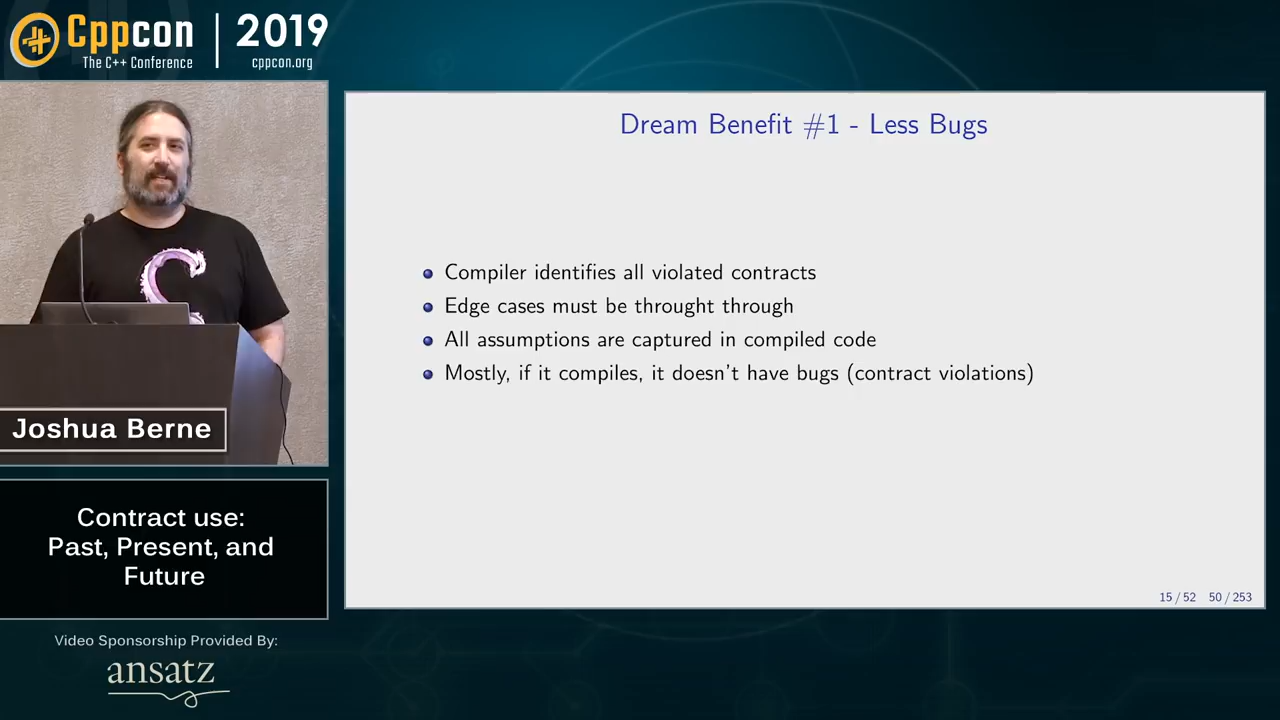 Cppcon
The C++ Conference
2019
cppcon.org
Dream Benefit #1 - Less Bugs
Compiler identifies all violated contracts
Edge cases must be throught through
All assumptions are captured in compiled code
Mostly, if it compiles, it doesn't have bugs (contract violations)
15 / 52 50 / 253
Joshua Berne
Contract use:
Past, Present, and
Future
Video Sponsorship Provided By:
ansatz